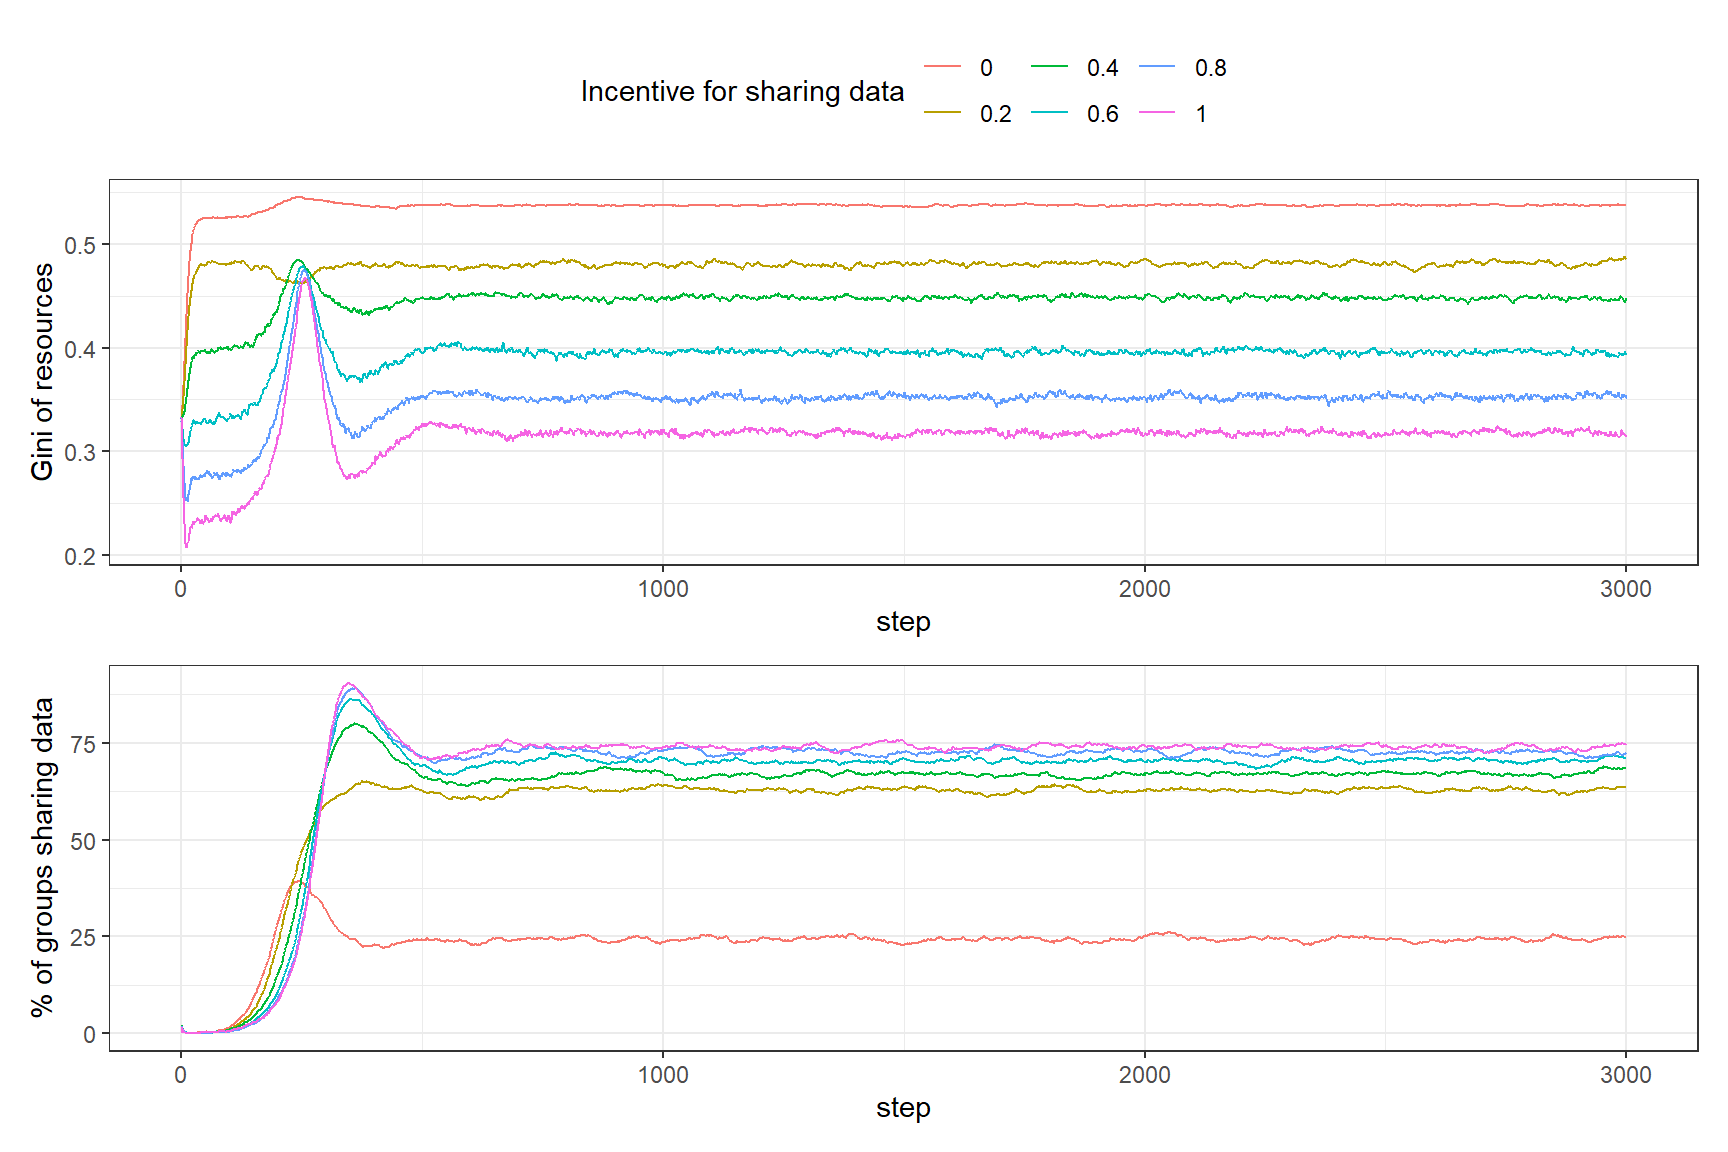 Incentive for sharing data
0 0.4 0.8
0.2 0.6 1
Gini of resources
0.5
0.4
0.3
0.2
0 1000 2000 3000
step
% of groups sharing data
75
50
25
0
0 1000 2000 3000
step